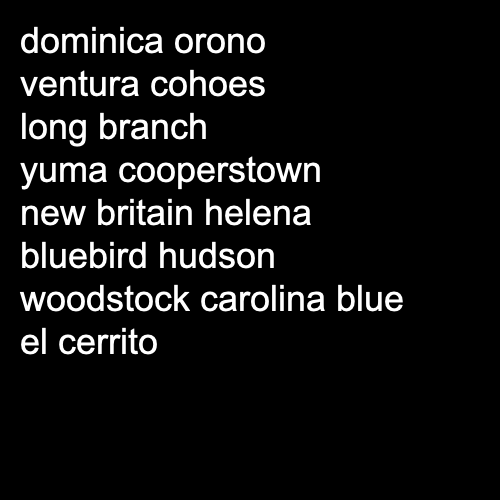 dominica orono
ventura cohoes
long branch
yuma cooperstown
new britain helena
bluebird hudson
woodstock carolina blue
el cerrito